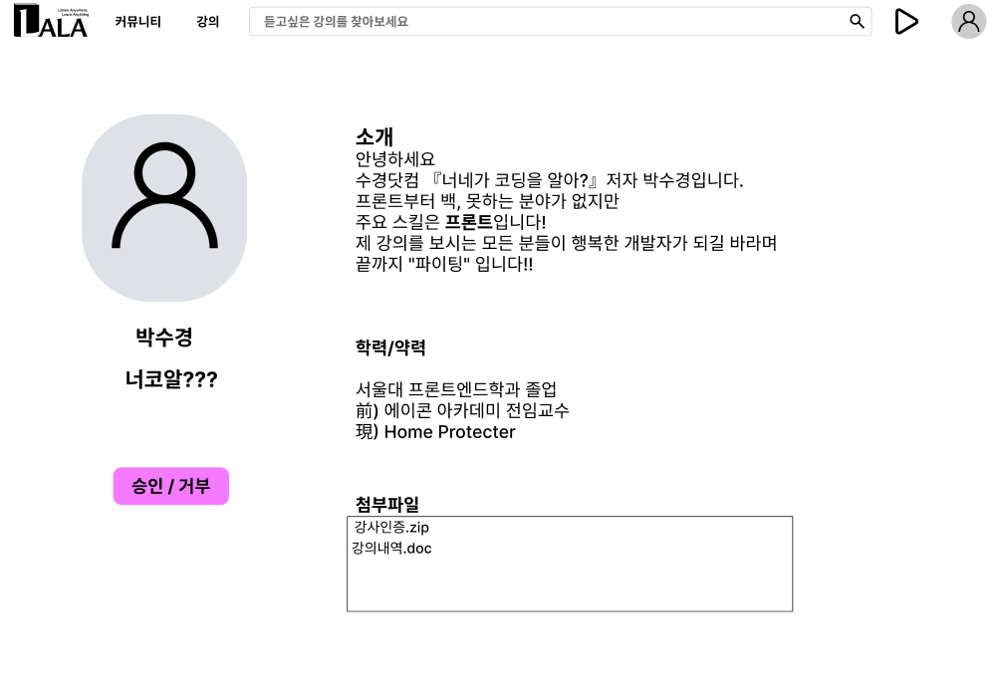 LALA
Listen Anywhere,
Learn Anything
커뮤니티
강의
듣고싶은 강의를 찾아보세요
박수경
너코알???
승인 / 거부
소개
안녕하세요
수경닷컴 『너네가 코딩을 알아?』저자 박수경입니다.
프론트부터 백, 못하는 분야가 없지만
주요 스킬은 프론트입니다!
제 강의를 보시는 모든 분들이 행복한 개발자가 되길 바라며
끝까지 "파이팅" 입니다!!
학력/약력
서울대 프론트엔드학과 졸업
前) 에이콘 아카데미 전임교수
現) Home Protecter
첨부파일
강사인증.zip
강의내역.doc